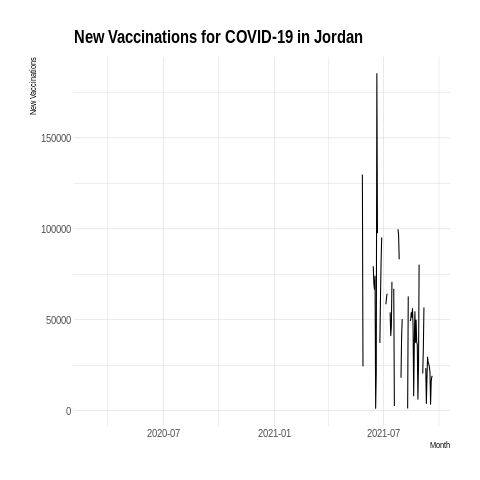 New Vaccinations for COVID-19 in Jordan
New Vaccinations
150000
100000
50000
0
2020-07 2021-01 2021-07
Month